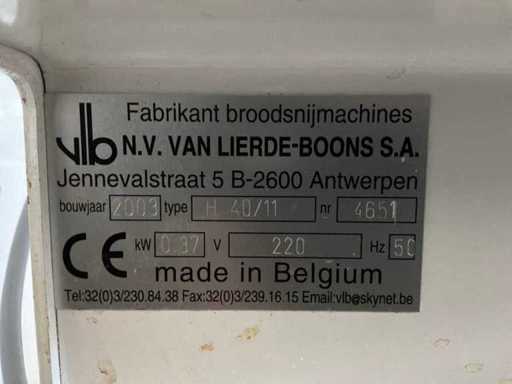 Fabrikant broodsnijmachines
vlb N.V. VAN LIERDE-BOONS S.A.
Jennevalstraat 5 B-2600 Antwerpen
bouwjaar 2003 type H 40/11 nr 4651
CE kW 0.37 V 220 Hz 50
made in Belgium
Tel:32(0)3/230.84.38 Fax:32(0)3/239.16.15 Email:vlb@skynet.be